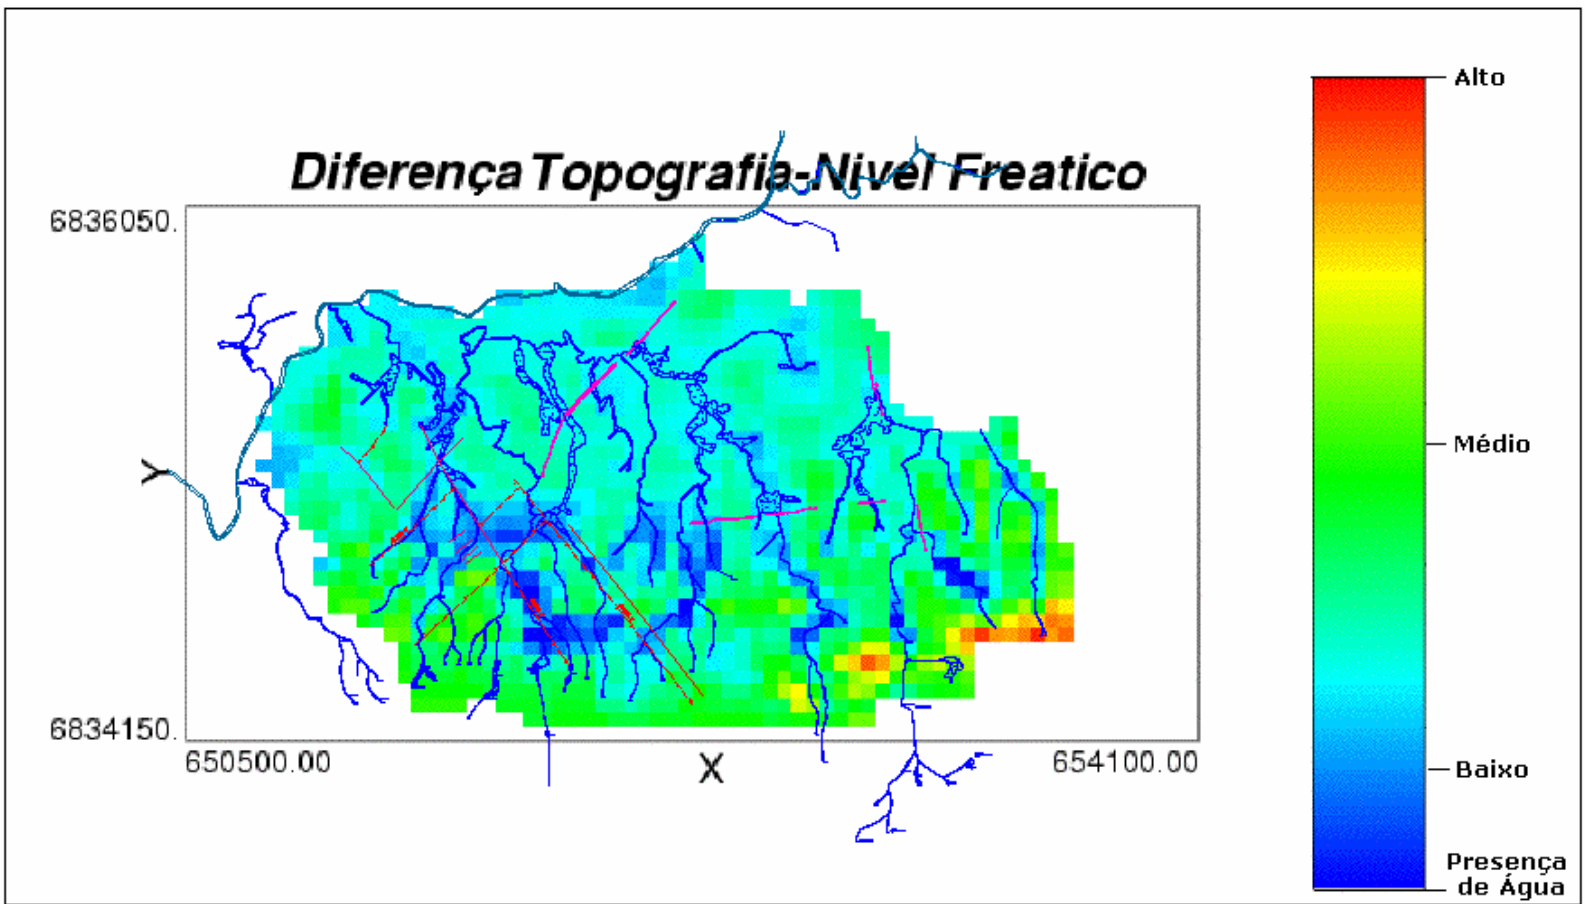 Diferença Topografia-Nivel Freatico
6836050.
Y
6834150.
650500.00
X
654100.00
Alto
Médio
Baixo
Presença
de Água